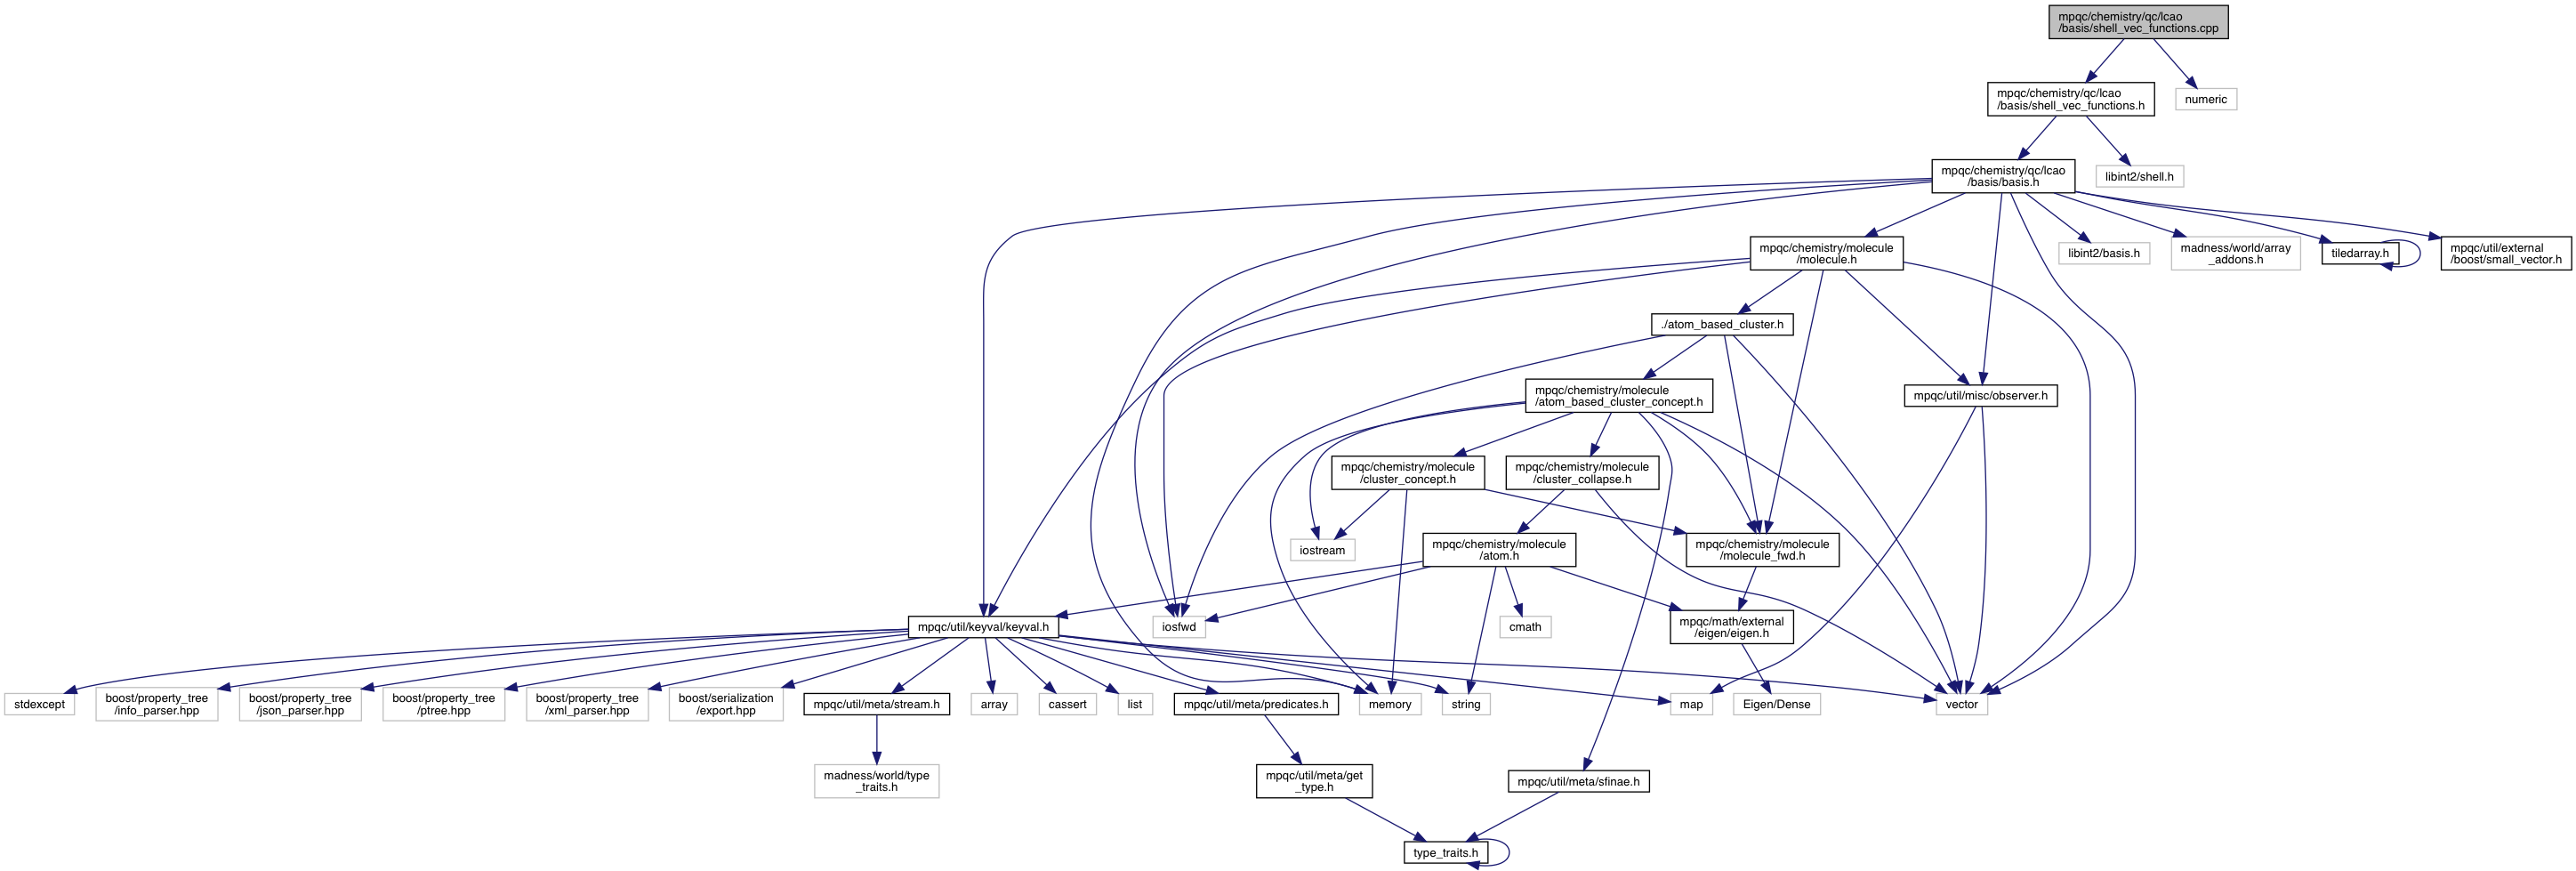 mpqc/chemistry/qc/lcao
/basis/shell_vec_functions.cpp
mpqc/chemistry/qc/lcao
/basis/shell_vec_functions.h
numeric
mpqc/chemistry/qc/lcao
/basis/basis.h
libint2/shell.h
mpqc/chemistry/molecule
/molecule.h
libint2/basis.h
madness/world/array
_addons.h
tiledarray.h
mpqc/util/external
/boost/small_vector.h
./atom_based_cluster.h
mpqc/chemistry/molecule
/atom_based_cluster_concept.h
mpqc/util/misc/observer.h
mpqc/chemistry/molecule
/cluster_concept.h
mpqc/chemistry/molecule
/cluster_collapse.h
iostream
mpqc/chemistry/molecule
/atom.h
mpqc/chemistry/molecule
/molecule_fwd.h
mpqc/util/keyval/keyval.h
iosfwd
cmath
mpqc/math/external
/eigen/eigen.h
stdexcept
boost/property_tree
/info_parser.hpp
boost/property_tree
/json_parser.hpp
boost/property_tree
/ptree.hpp
boost/property_tree
/xml_parser.hpp
boost/serialization
/export.hpp
mpqc/util/meta/stream.h
array
cassert
list
mpqc/util/meta/predicates.h
memory
string
map
Eigen/Dense
vector
madness/world/type
_traits.h
mpqc/util/meta/get
_type.h
mpqc/util/meta/sfinae.h
type_traits.h